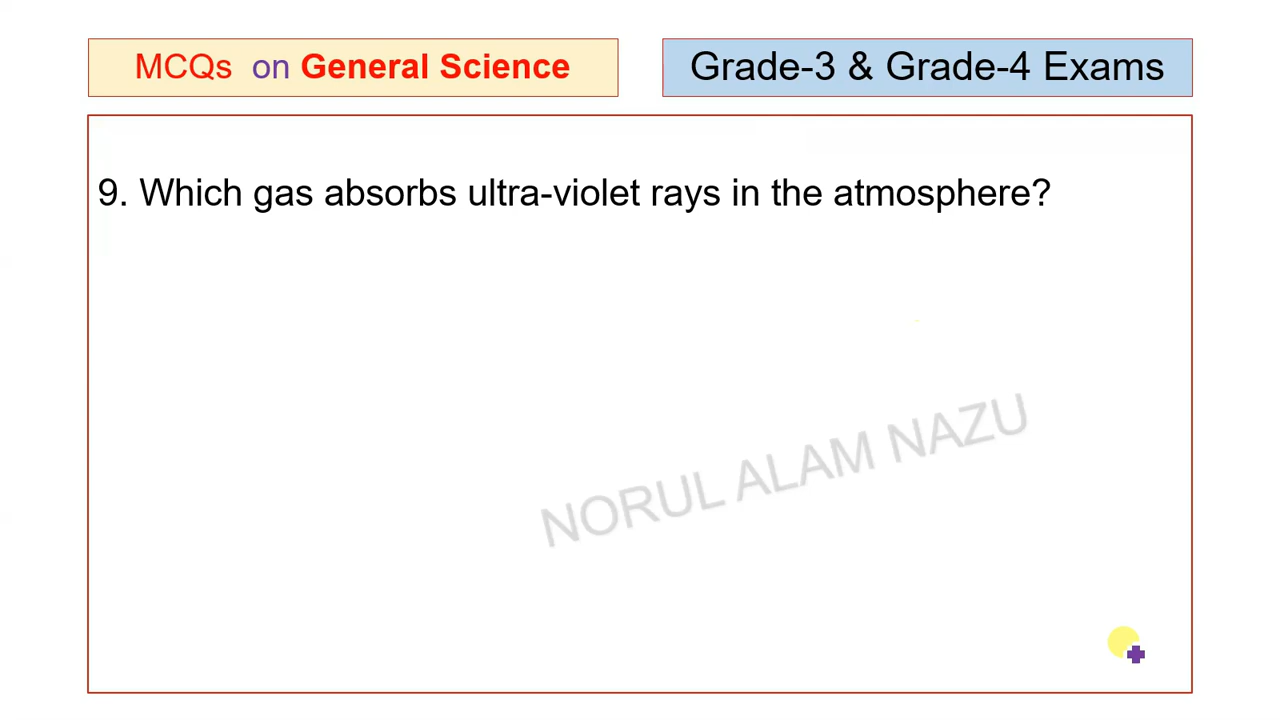 MCQs on General Science
Grade-3 & Grade-4 Exams
9. Which gas absorbs ultra-violet rays in the atmosphere?
NORUL ALAM NAZU